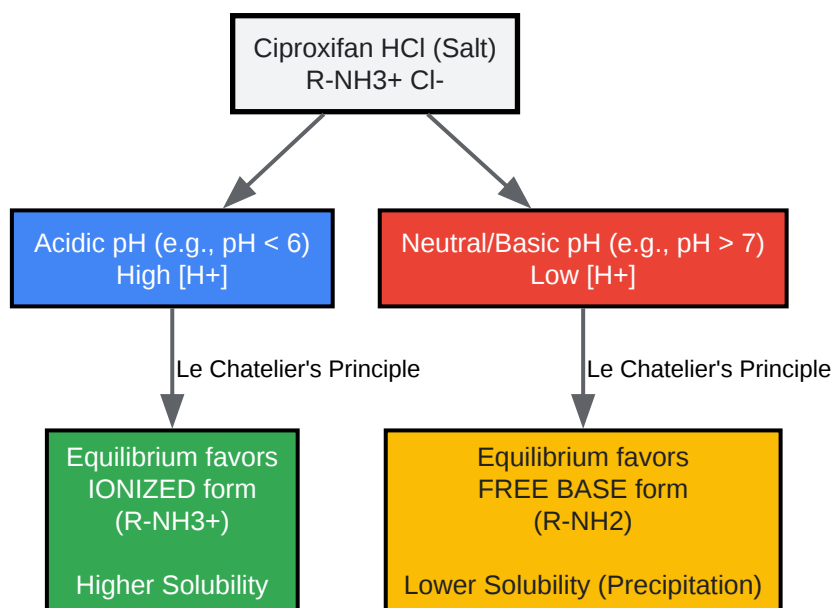 Ciproxifan HCl (Salt)
R-NH3+ Cl-
Acidic pH (e.g., pH < 6)
High [H+]
Neutral/Basic pH (e.g., pH > 7)
Low [H+]
Le Chatelier's Principle
Le Chatelier's Principle
Equilibrium favors
IONIZED form
(R-NH3+)
Higher Solubility
Equilibrium favors
FREE BASE form
(R-NH2)
Lower Solubility (Precipitation)